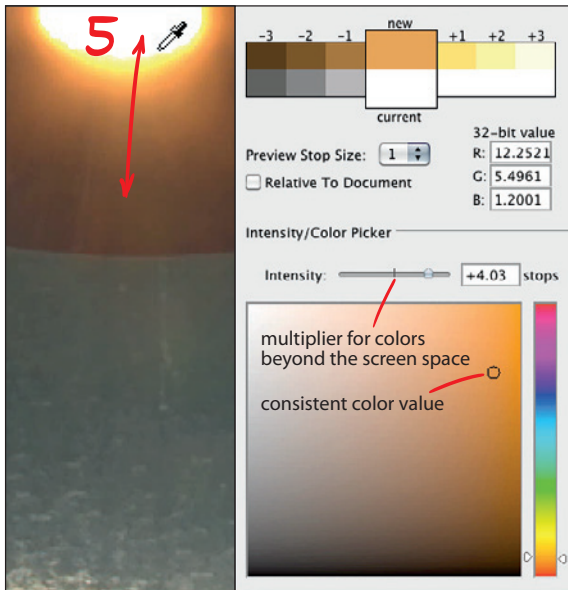 5
new
-3 -2 -1 +1 +2 +3
current
Preview Stop Size: 1
Relative To Document
32-bit value
R: 12.2521
G: 5.4961
B: 1.2001
Intensity/Color Picker
Intensity: +4.03 stops
multiplier for colors
beyond the screen space
consistent color value